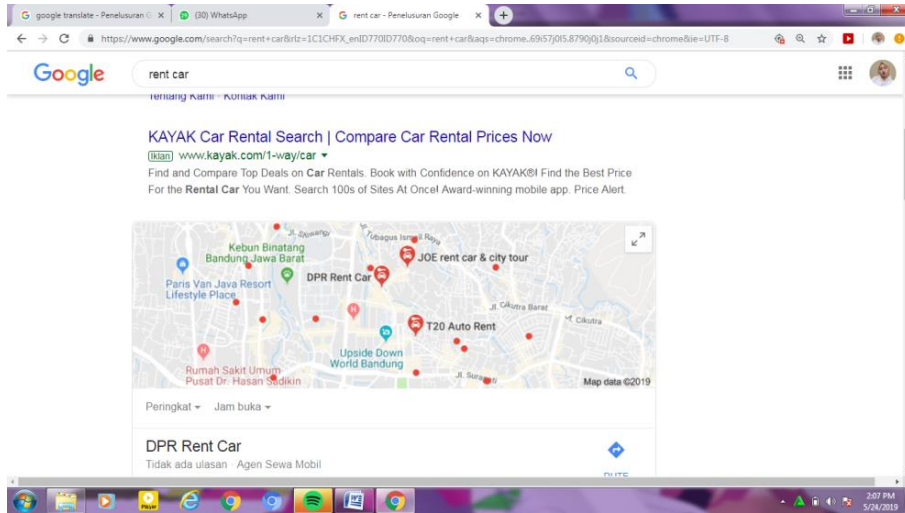 google translate - Penelusuran G
(30) WhatsApp
rent car - Penelusuran Google
https://www.google.com/search?q=rent+car&rlz=1C1CHFX_enID770ID770&oq=rent+car&aqs=chrome..69i57j0l5.8790j0j1&sourceid=chrome&ie=UTF-8
Google
rent car
Tentang Kami · Kontak Kami
KAYAK Car Rental Search | Compare Car Rental Prices Now
Iklan www.kayak.com/1-way/car
Find and Compare Top Deals on Car Rentals. Book with Confidence on KAYAK®! Find the Best Price
For the Rental Car You Want. Search 100s of Sites At Once! Award-winning mobile app. Price Alert.
Jl. Siliwangi
Tubagus Ismail Raya
Kebun Binatang
Bandung Jawa Barat
JOE rent car & city tour
DPR Rent Car
Paris Van Java Resort
Lifestyle Place
Jl. Cikutra Barat
T20 Auto Rent
Cikutra
Upside Down
World Bandung
Rumah Sakit Umum
Pusat Dr. Hasan Sadikin
Jl. Surapati
Map data ©2019
Peringkat
Jam buka
DPR Rent Car
Tidak ada ulasan · Agen Sewa Mobil
RUTE
Player
2:07 PM
5/24/2019